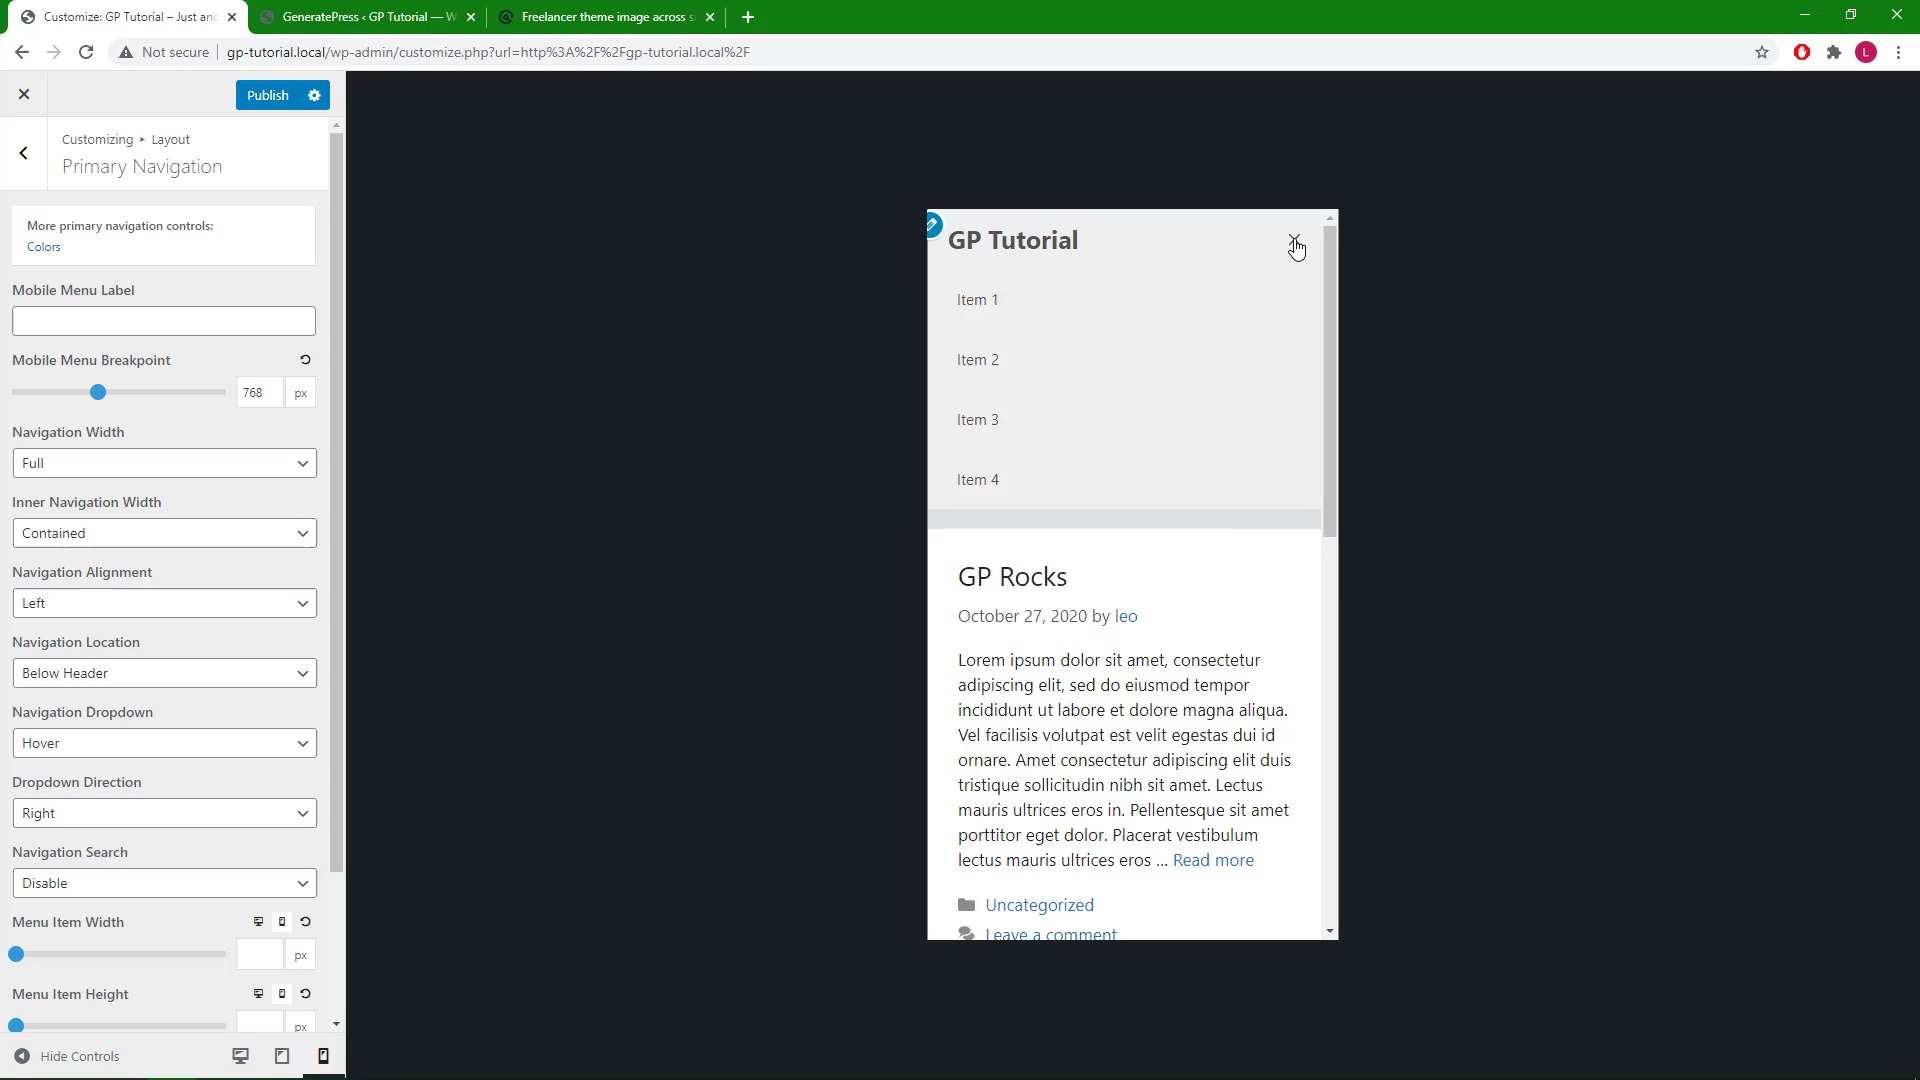 Customize: GP Tutorial – Just an
GeneratePress ‹ GP Tutorial — W
Freelancer theme image across s
Not secure
gp-tutorial.local/wp-admin/customize.php?url=http%3A%2F%2Fgp-tutorial.local%2F
L
Publish
Customizing ▸ Layout
Primary Navigation
More primary navigation controls:
Colors
Mobile Menu Label
Mobile Menu Breakpoint
768 px
Navigation Width
Full
Inner Navigation Width
Contained
Navigation Alignment
Left
Navigation Location
Below Header
Navigation Dropdown
Hover
Dropdown Direction
Right
Navigation Search
Disable
Menu Item Width
px
Menu Item Height
px
Hide Controls
GP Tutorial
Item 1
Item 2
Item 3
Item 4
GP Rocks
October 27, 2020 by leo
Lorem ipsum dolor sit amet, consectetur
adipiscing elit, sed do eiusmod tempor
incididunt ut labore et dolore magna aliqua.
Vel facilisis volutpat est velit egestas dui id
ornare. Amet consectetur adipiscing elit duis
tristique sollicitudin nibh sit amet. Lectus
mauris ultrices eros in. Pellentesque sit amet
porttitor eget dolor. Placerat vestibulum
lectus mauris ultrices eros ... Read more
Uncategorized
Leave a comment